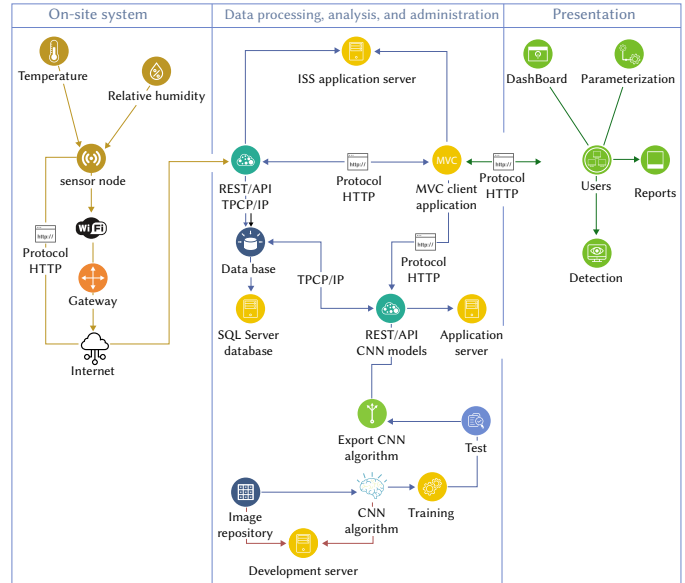 On-site system
Data processing, analysis, and administration
Presentation
Temperature
Relative humidity
sensor node
http://
Protocol
HTTP
WiFi
Gateway
Internet
ISS application server
REST/API
TPCP/IP
http://
Protocol
HTTP
MVC
MVC client
application
http://
Protocol
HTTP
Data base
TPCP/IP
http://
Protocol
HTTP
SQL Server
database
REST/API
CNN models
Application
server
Export CNN
algorithm
Test
Image
repository
CNN
algorithm
Training
Development server
DashBoard
Parameterization
Users
Reports
Detection